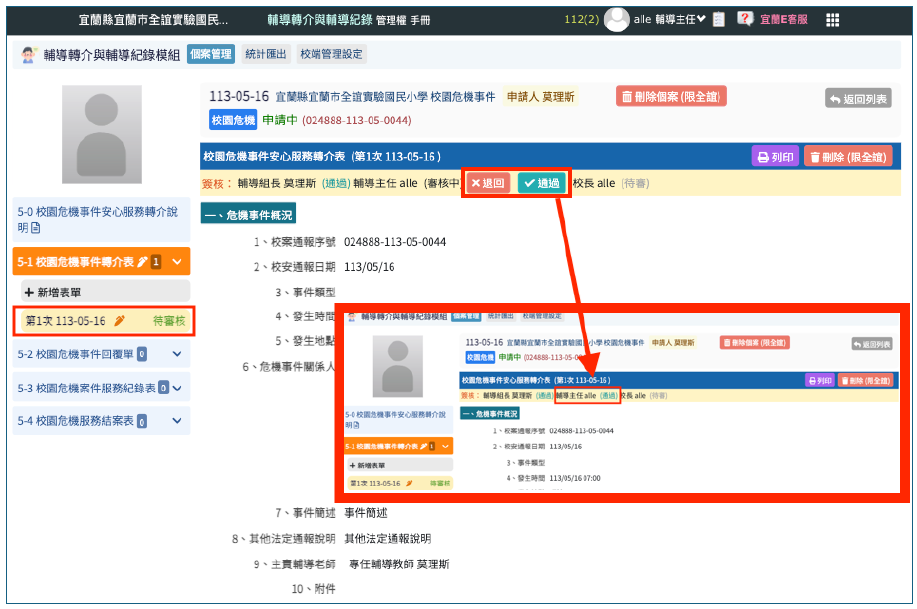 宜蘭縣宜蘭市全誼實驗國民... 輔導轉介與輔導紀錄 管理權 手冊 112(2) alle 輔導主任 宜蘭E客服
輔導轉介與輔導紀錄模組 個案管理 統計匯出 校端管理設定
113-05-16 宜蘭縣宜蘭市全誼實驗國民小學 校園危機事件 申請人 莫理斯 刪除個案 (限全誼) 返回列表
校園危機 申請中 (024888-113-05-0044)
校園危機事件安心服務轉介表 (第1次 113-05-16 ) 列印 刪除 (限全誼)
簽核： 輔導組長 莫理斯 (通過) 輔導主任 alle (審核中 退回 通過 校長 alle (待審)
5-0 校園危機事件安心服務轉介說明
5-1 校園危機事件轉介表 1
新增表單
第1次 113-05-16 待審核
5-2 校園危機事件回覆單 0
5-3 校園危機案件服務紀錄表 0
5-4 校園危機服務結案表 0
一、危機事件概況
1、校案通報序號 024888-113-05-0044
2、校安通報日期 113/05/16
3、事件類型
4、發生時間
5、發生地點
6、危機事件關係人
輔導轉介與輔導紀錄模組 個案管理 統計匯出 校端管理設定
113-05-16 宜蘭縣宜蘭市全誼實驗國 小學 校園危機事件 申請人 莫理斯 刪除個案 (限全誼) 返回列表
校園危機 申請中 (024888-113-05-00
校園危機事件安心服務轉介表 (第1次 113-05-16 ) 列印 刪除 (限全誼)
簽核： 輔導組長 莫理斯 (通過) 輔導主任 alle (通過) 校長 alle (待審)
5-0 校園危機事件安心服務轉介說明
5-1 校園危機事件轉介表 1
新增表單
第1次 113-05-16 待審核
一、危機事件概況
1、校案通報序號 024888-113-05-0044
2、校安通報日期 113/05/16
3、事件類型
4、發生時間 113/05/16 07:00
7、事件簡述 事件簡述
8、其他法定通報說明 其他法定通報說明
9、主責輔導老師 專任輔導教師 莫理斯
10、附件